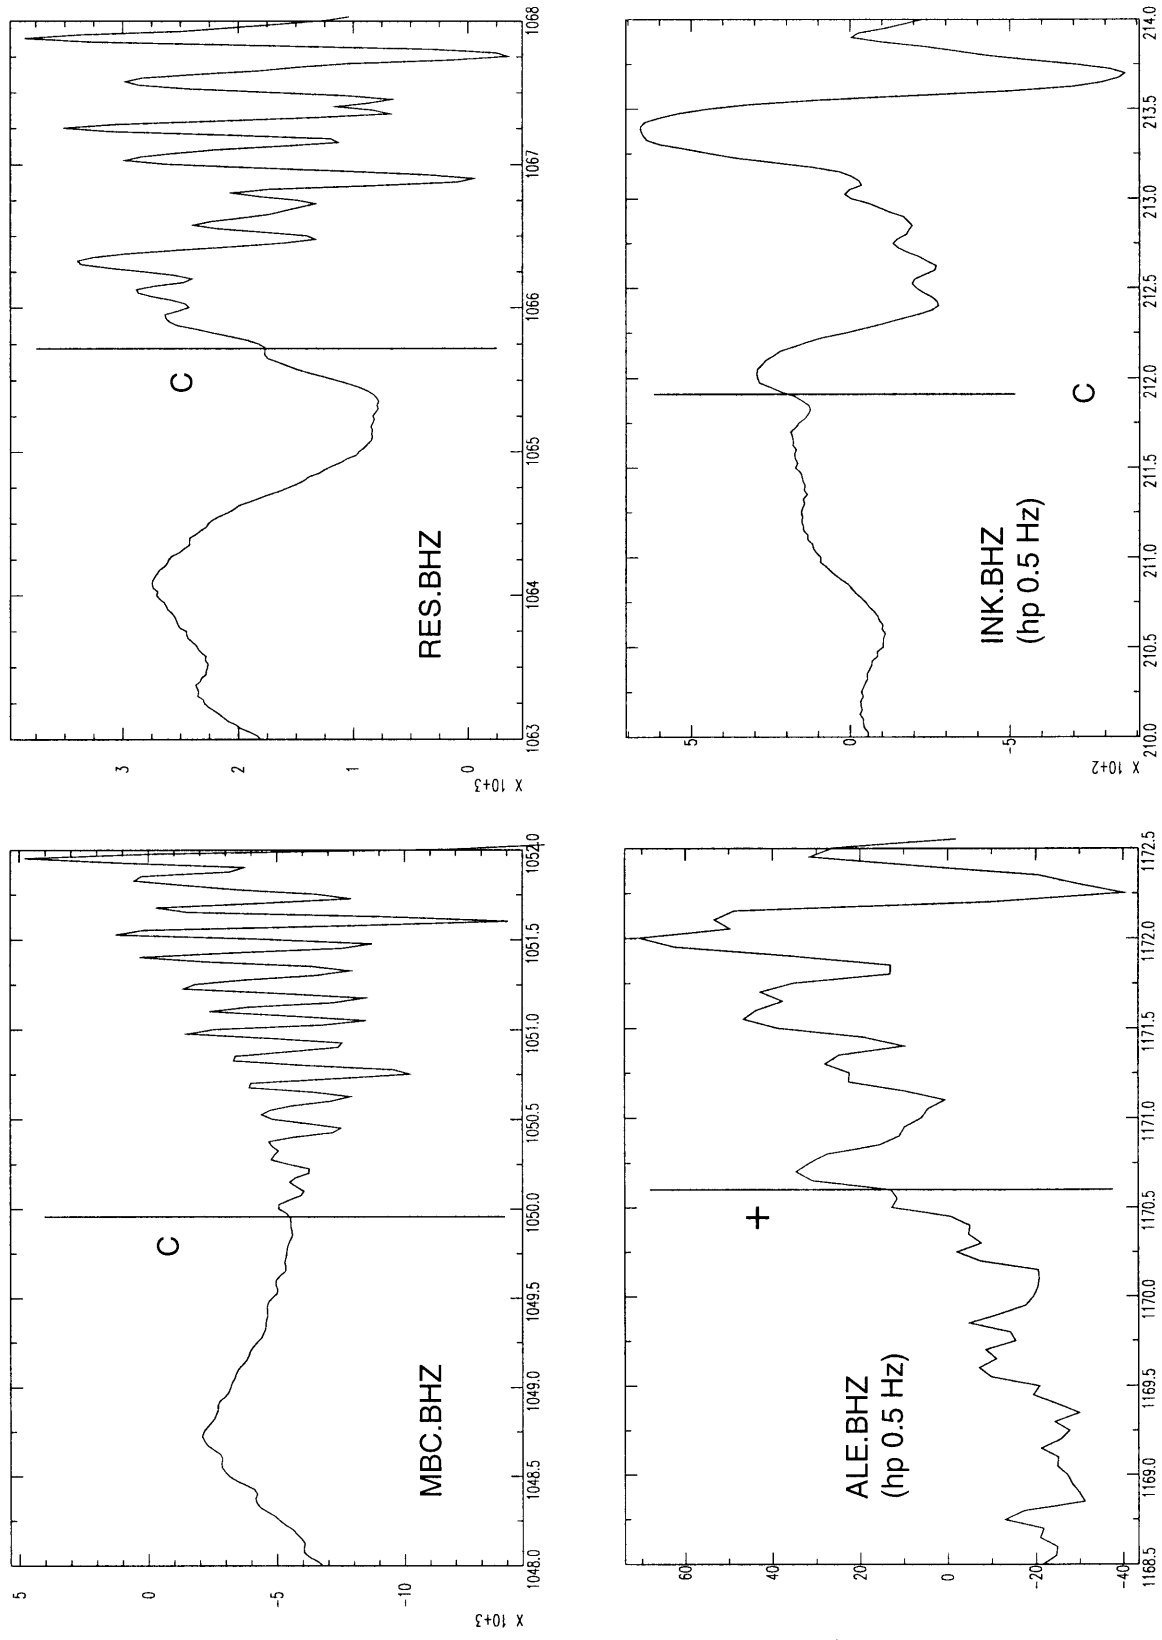 5
0
-5
-10
X 10+3
C
MBC.BHZ
1048.0 1048.5 1049.0 1049.5 1050.0 1050.5 1051.0 1051.5 1052.0
3
2
1
0
X 10+3
C
RES.BHZ
1063 1064 1065 1066 1067 1068
60
40
20
0
-20
-40
+
ALE.BHZ
(hp 0.5 Hz)
1168.5 1169.0 1169.5 1170.0 1170.5 1171.0 1171.5 1172.0 1172.5
5
0
-5
X 10+2
INK.BHZ
(hp 0.5 Hz)
C
210.0 210.5 211.0 211.5 212.0 212.5 213.0 213.5 214.0